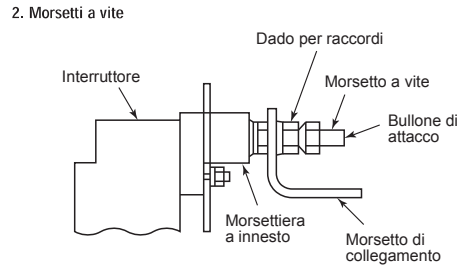 2. Morsetti a vite
Dado per raccordi
Interruttore
Morsetto a vite
Bullone di
attacco
Morsettiera
a innesto
Morsetto di
collegamento